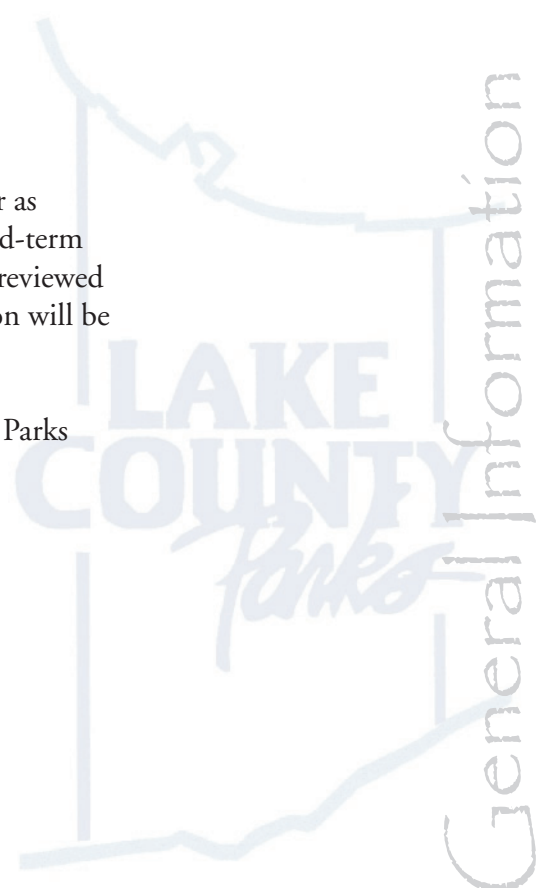 r as
d-term
reviewed
on will be
Parks
LAKE
COUNTY
Parks
General Information